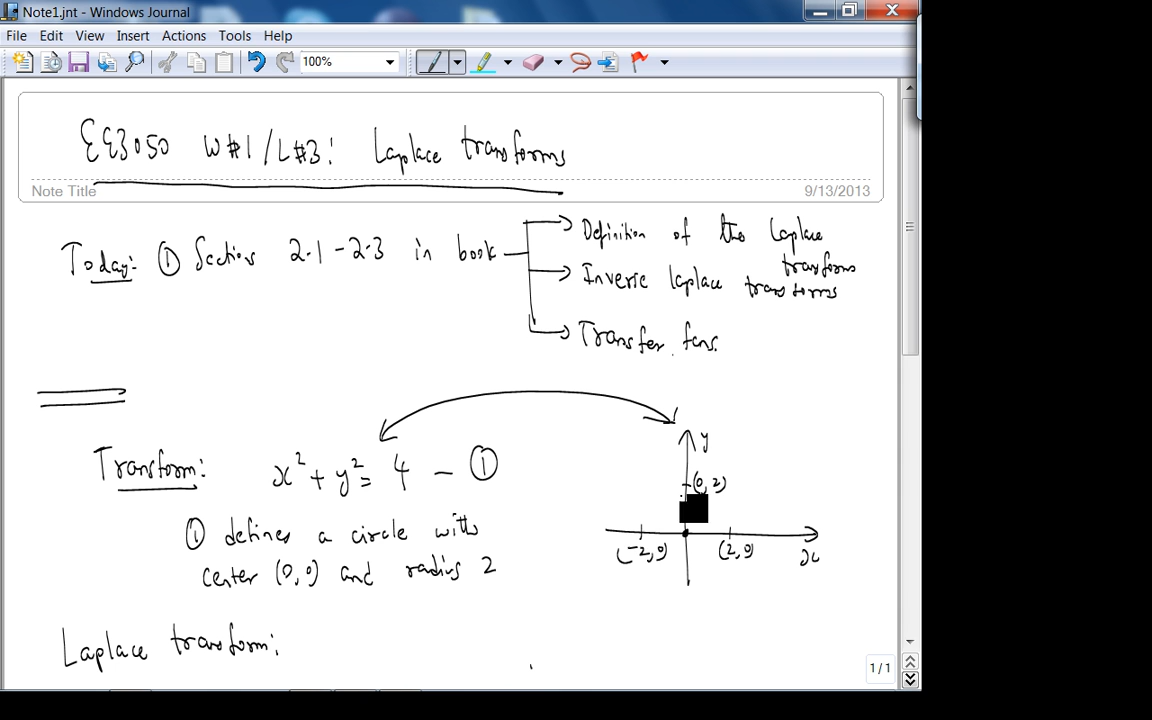 Note1.jnt - Windows Journal
File Edit View Insert Actions Tools Help
100%
EE3050 W#1/L#3: Laplace transforms
Note Title
9/13/2013
Today: ① Section 2.1-2.3 in book
Definition of the Laplace transforms
Inverse Laplace transforms
Transfer fcns.
Transform: x² + y² = 4 - ①
y
(0, 2)
(-2, 0) (2, 0) x
① defines a circle with
center (0, 0) and radius 2
Laplace transform:
1/1